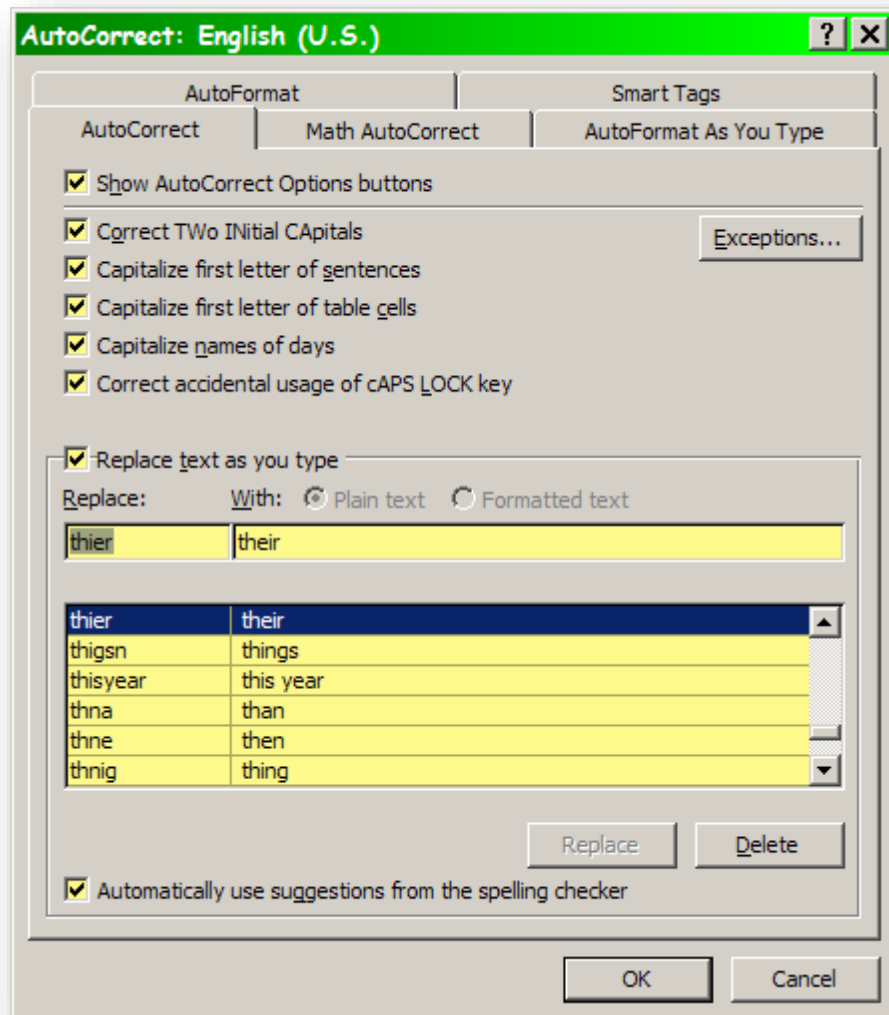 AutoCorrect: English (U.S.)
AutoFormat Smart Tags
AutoCorrect Math AutoCorrect AutoFormat As You Type
Show AutoCorrect Options buttons
Correct TWo INitial CApitals Exceptions...
Capitalize first letter of sentences
Capitalize first letter of table cells
Capitalize names of days
Correct accidental usage of cAPS LOCK key
Replace text as you type
Replace: With: Plain text Formatted text
thier their
thier their
thigsn things
thisyear this year
thna than
thne then
thnig thing
Replace Delete
Automatically use suggestions from the spelling checker
OK Cancel